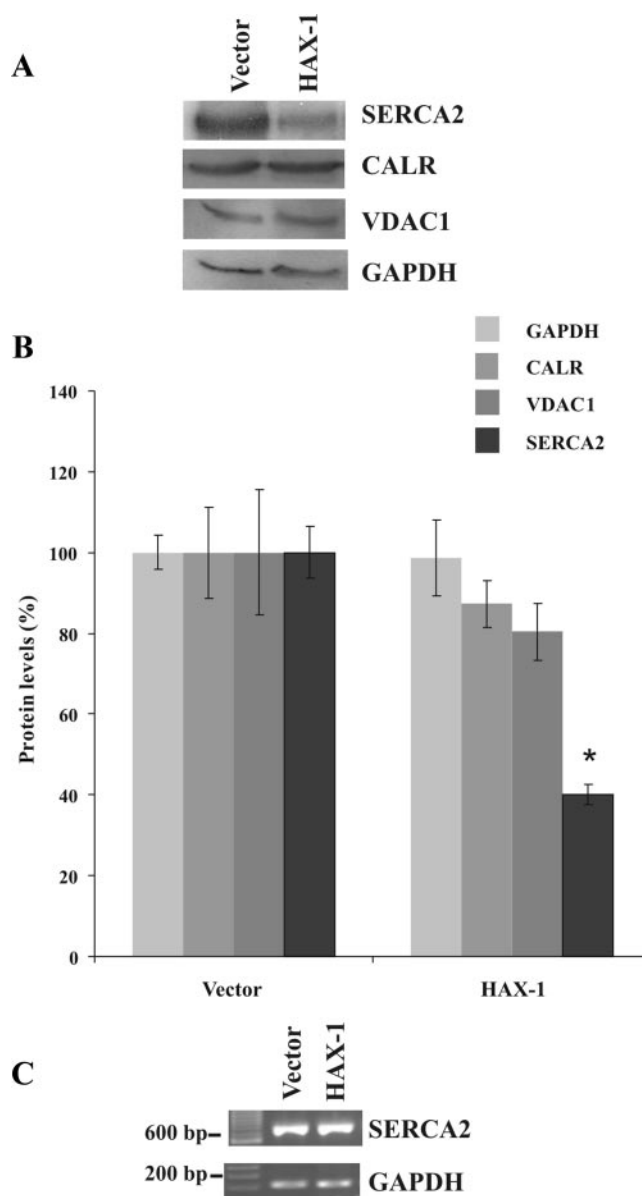 A
Vector
HAX-1
SERCA2
CALR
VDAC1
GAPDH
B
GAPDH
CALR
VDAC1
SERCA2
140
120
100
80
60
40
20
0
Protein levels (%)
*
Vector
HAX-1
C
Vector
HAX-1
600 bp
SERCA2
200 bp
GAPDH